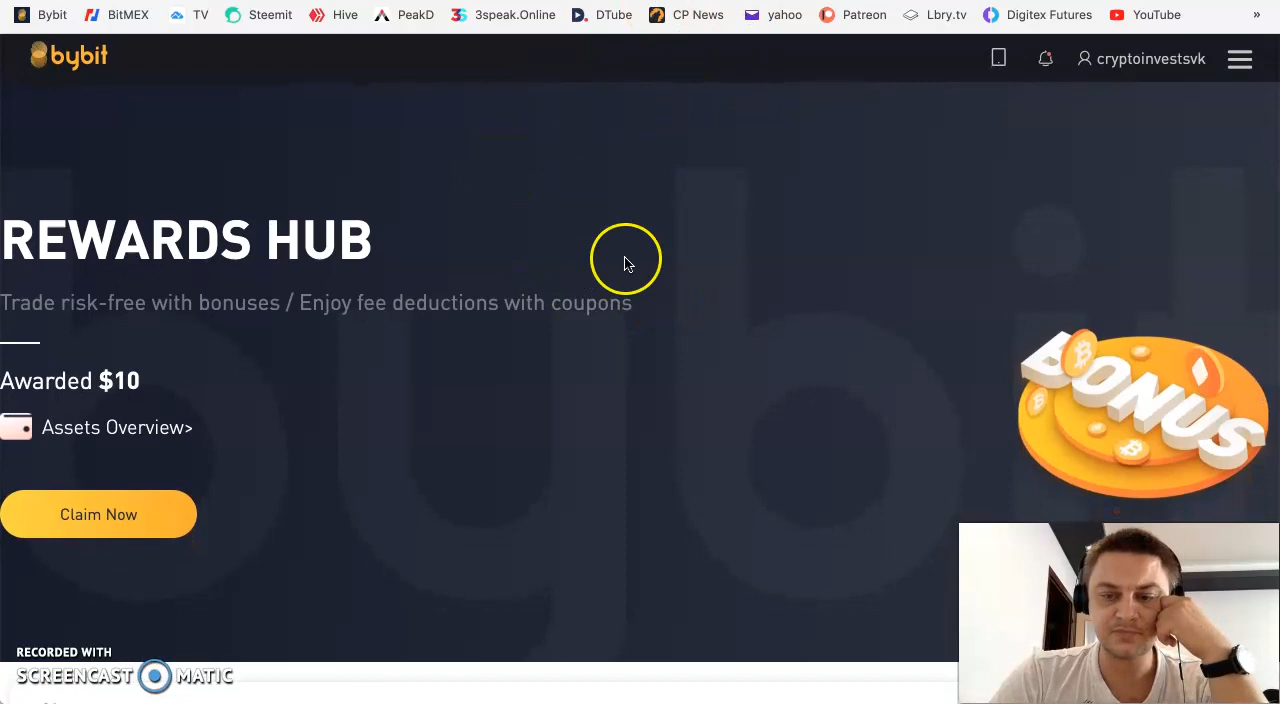 Bybit BitMEX TV Steemit Hive PeakD 3speak.Online DTube CP News yahoo Patreon Lbry.tv Digitex Futures YouTube »
bybit
cryptoinvestsvk
REWARDS HUB
Trade risk-free with bonuses / Enjoy fee deductions with coupons
Awarded $10
Assets Overview>
BONUS
Claim Now
RECORDED WITH
SCREENCAST MATIC